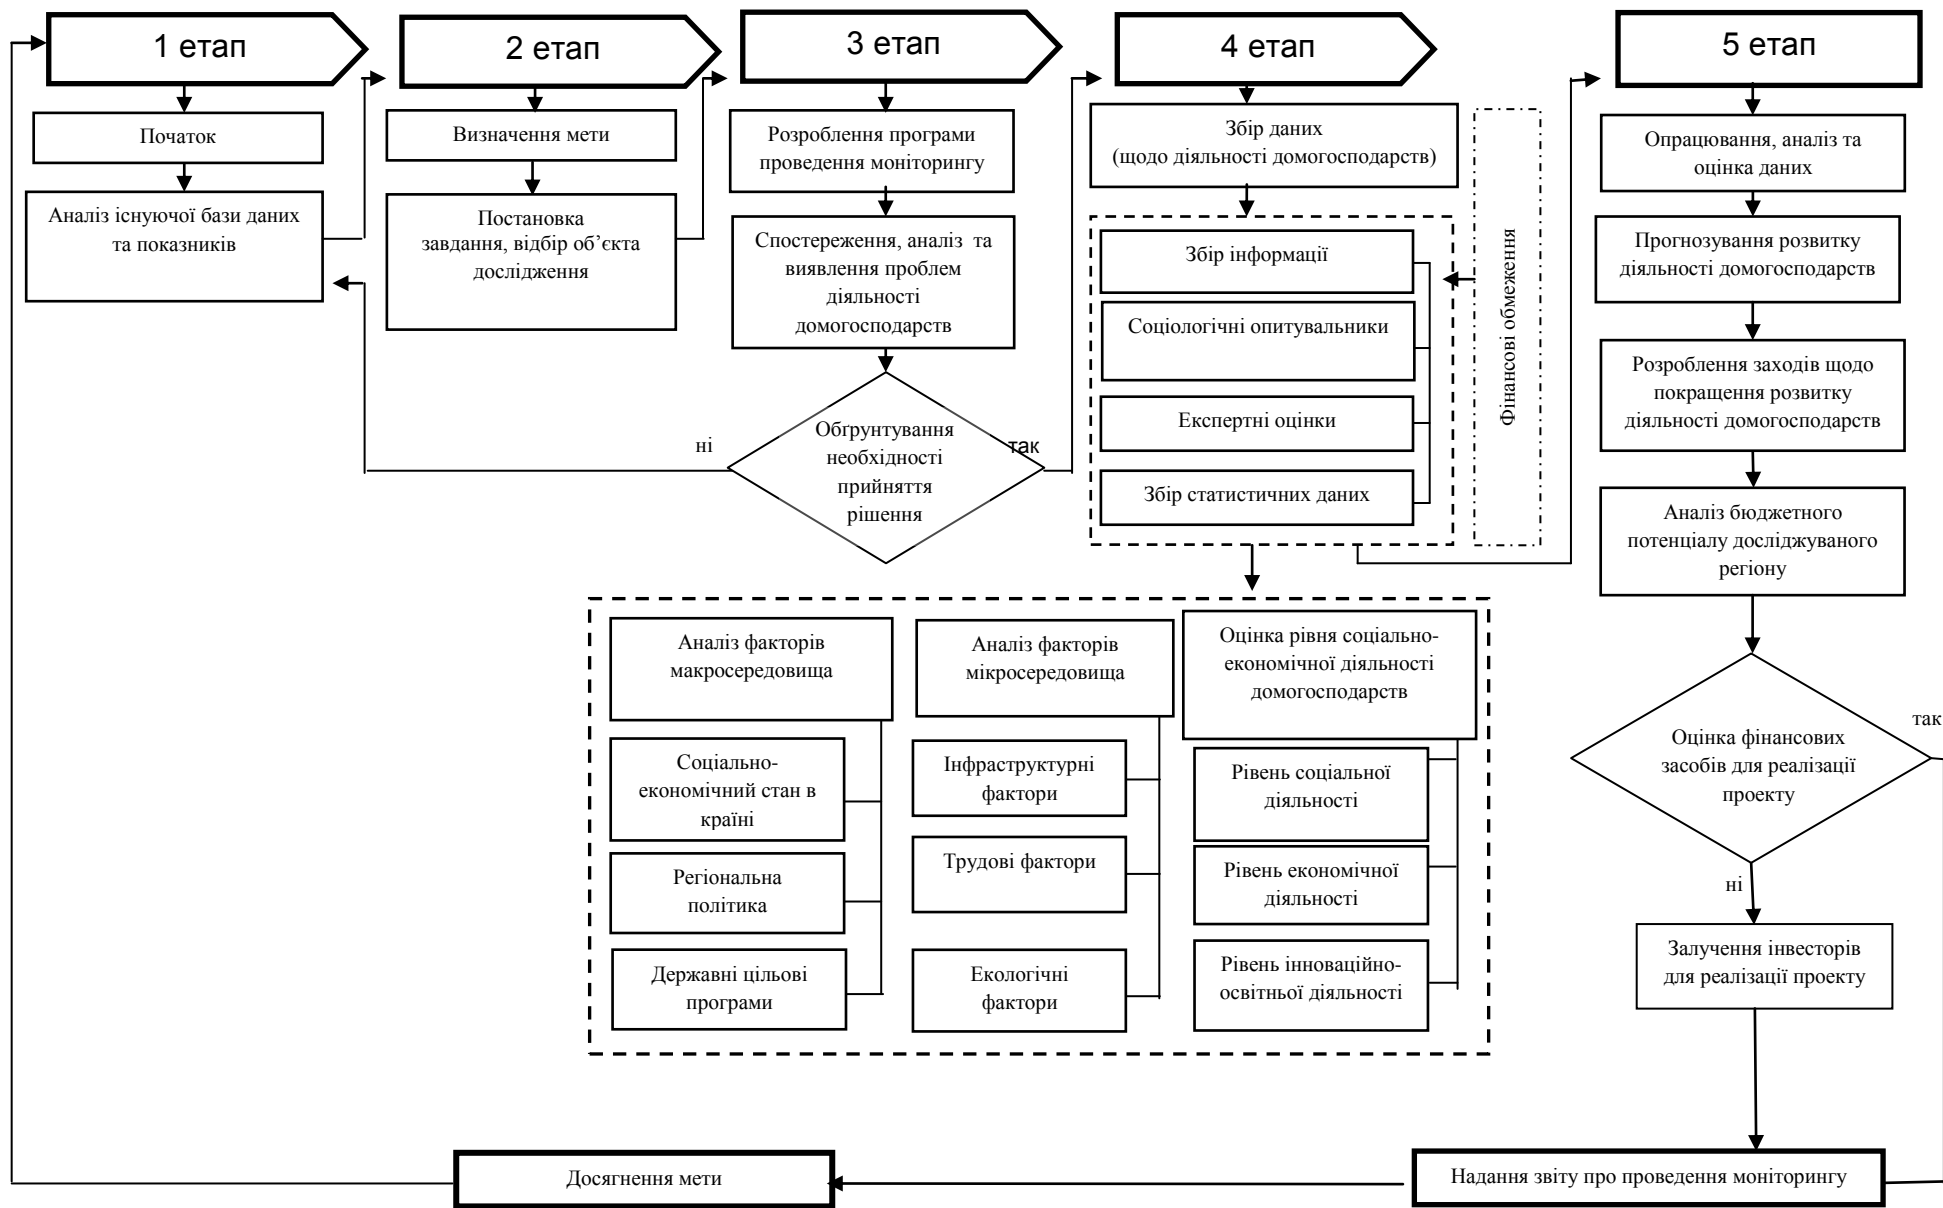 1 етап
2 етап
3 етап
4 етап
5 етап
Початок
Аналіз існуючої бази даних
та показників
Визначення мети
Постановка
завдання, відбір об’єкта
дослідження
Розроблення програми
проведення моніторингу
Спостереження, аналіз та
виявлення проблем
діяльності
домогосподарств
ні
Обґрунтування
необхідності
прийняття
рішення
так
Збір даних
(щодо діяльності домогосподарств)
Збір інформації
Соціологічні опитувальники
Експертні оцінки
Збір статистичних даних
Фінансові обмеження
Опрацювання, аналіз та
оцінка даних
Прогнозування розвитку
діяльності домогосподарств
Розроблення заходів щодо
покращення розвитку
діяльності домогосподарств
Аналіз бюджетного
потенціалу досліджуваного
регіону
Аналіз факторів
макросередовища
Соціально-
економічний стан в
країні
Регіональна
політика
Державні цільові
програми
Аналіз факторів
мікросередовища
Інфраструктурні
фактори
Трудові фактори
Екологічні
фактори
Оцінка рівня соціально-
економічної діяльності
домогосподарств
Рівень соціальної
діяльності
Рівень економічної
діяльності
Рівень інноваційно-
освітньої діяльності
Оцінка фінансових
засобів для реалізації
проекту
так
ні
Залучення інвесторів
для реалізації проекту
Досягнення мети
Надання звіту про проведення моніторингу